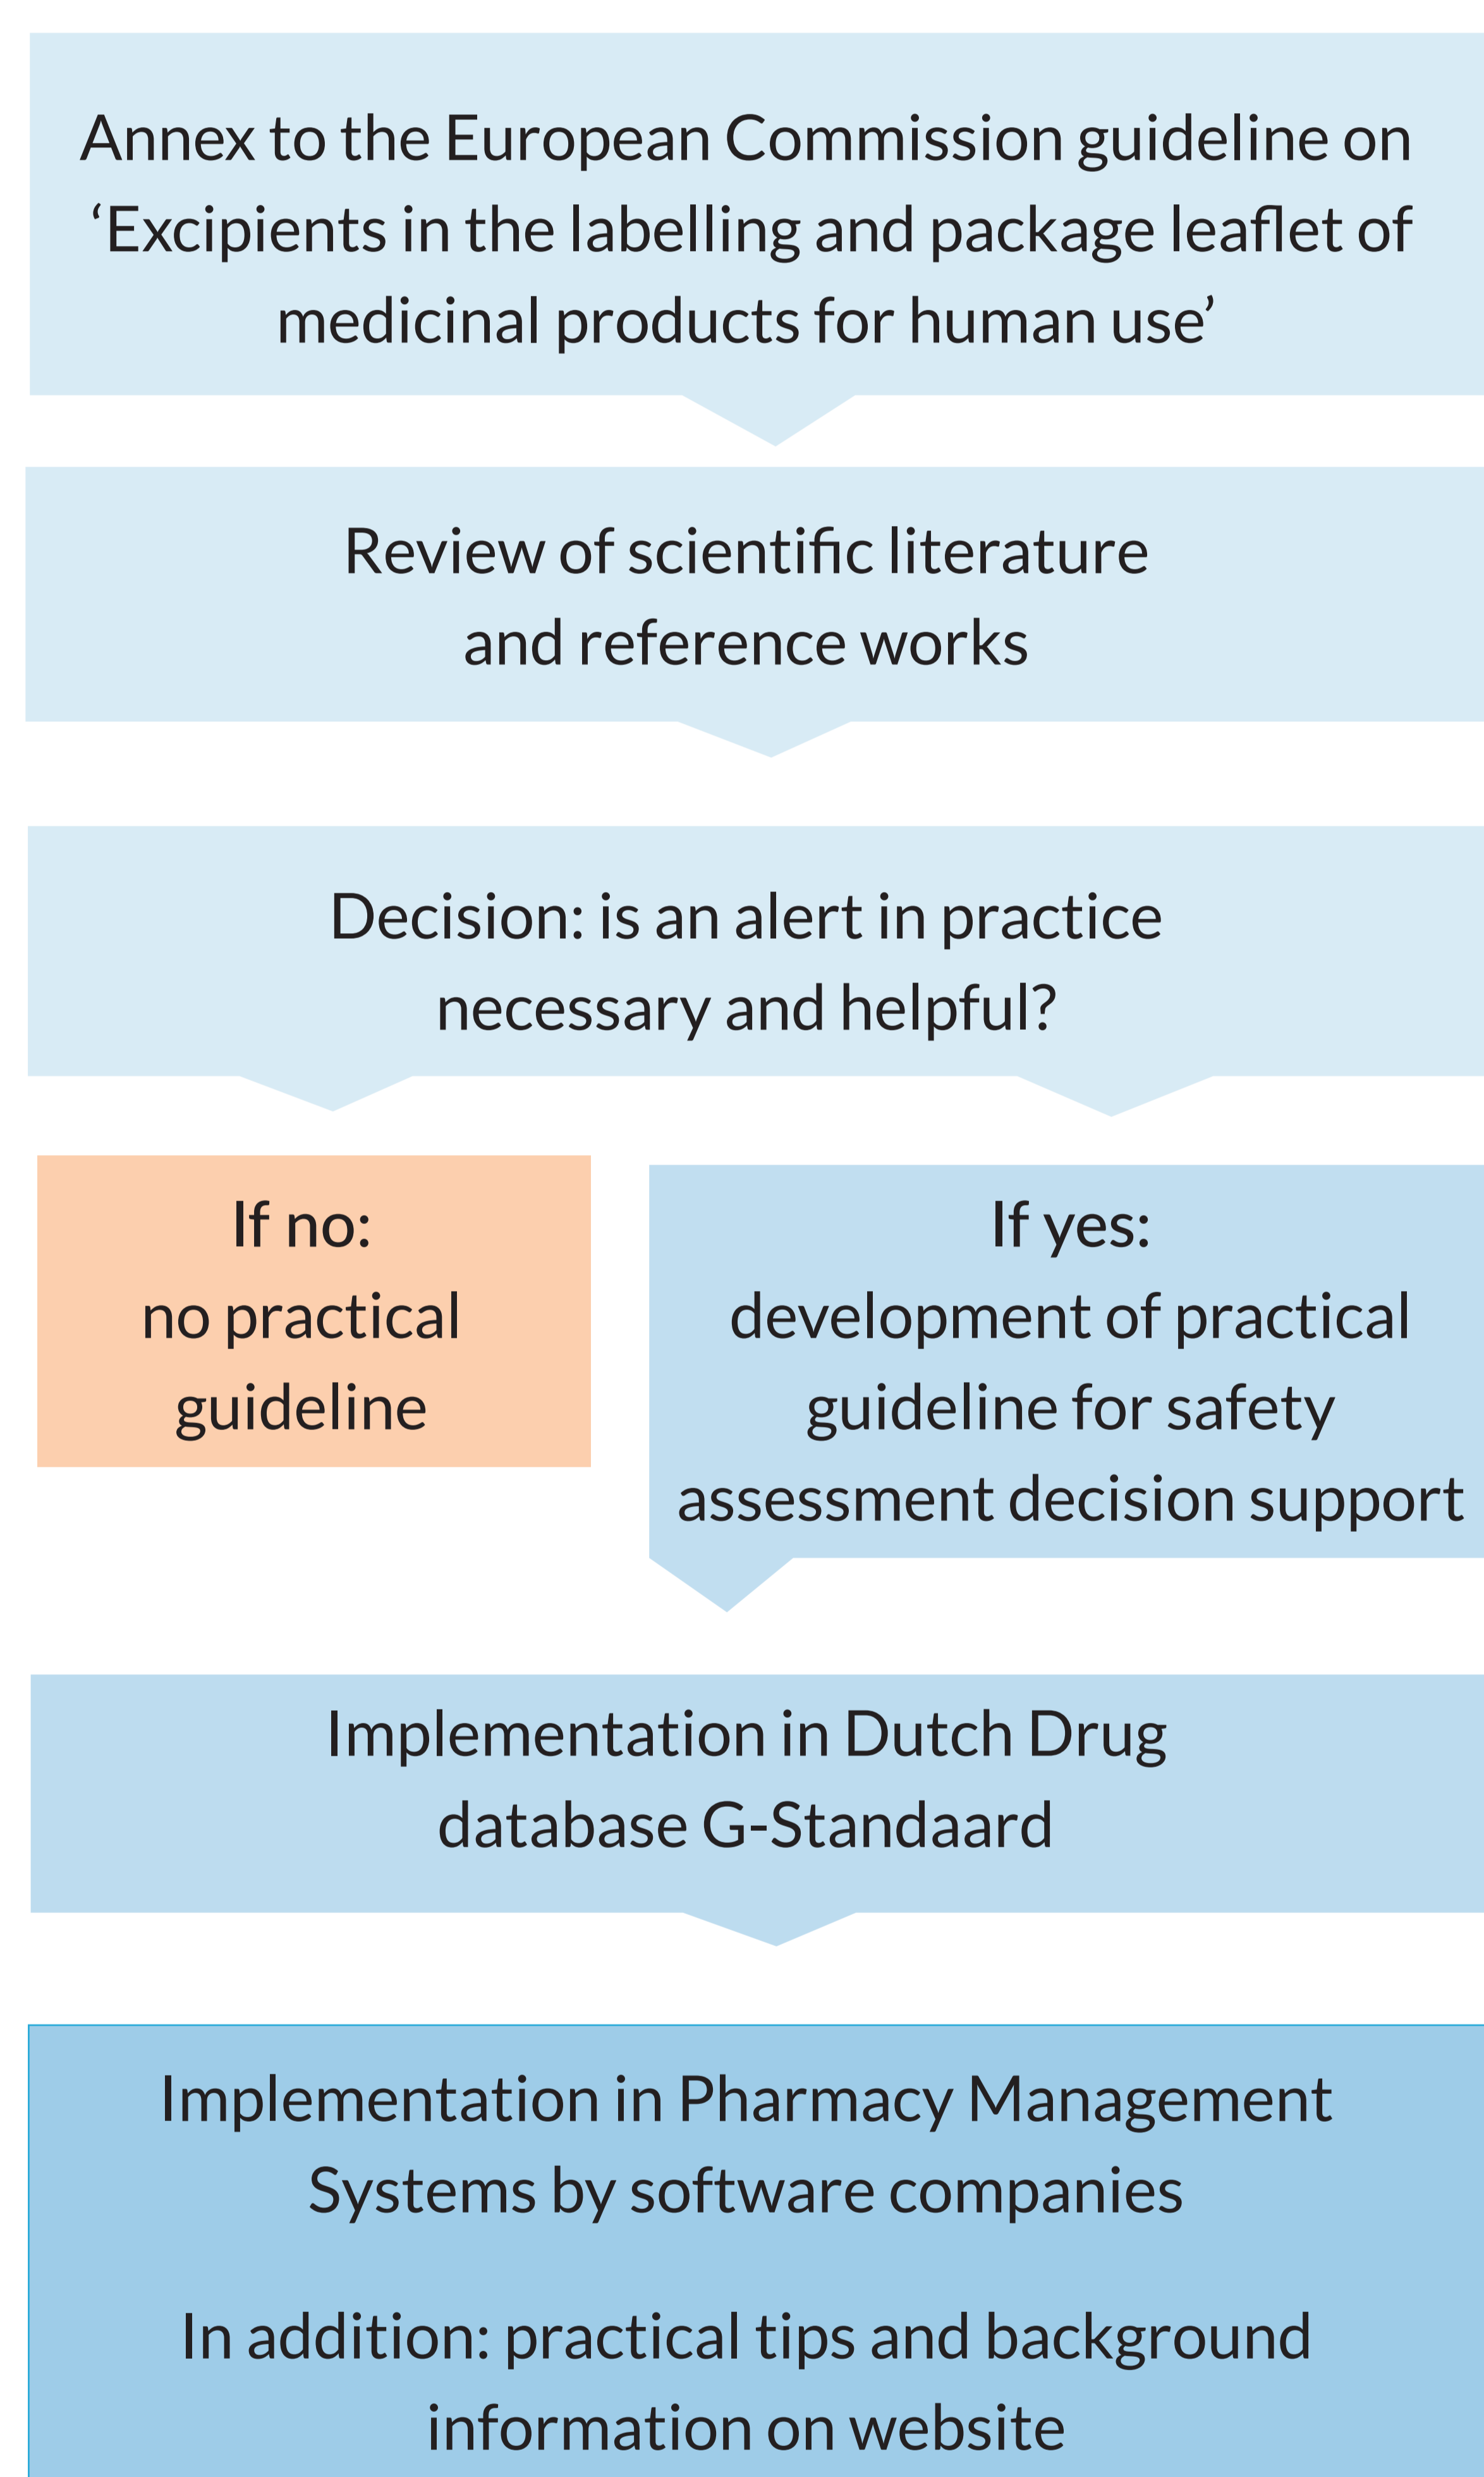 Annex to the European Commission guideline on
‘Excipients in the labelling and package leaflet of
medicinal products for human use’
Review of scientific literature
and reference works
Decision: is an alert in practice
necessary and helpful?
If no:
no practical
guideline
If yes:
development of practical
guideline for safety
assessment decision support
Implementation in Dutch Drug
database G-Standaard
Implementation in Pharmacy Management
Systems by software companies
In addition: practical tips and background
information on website